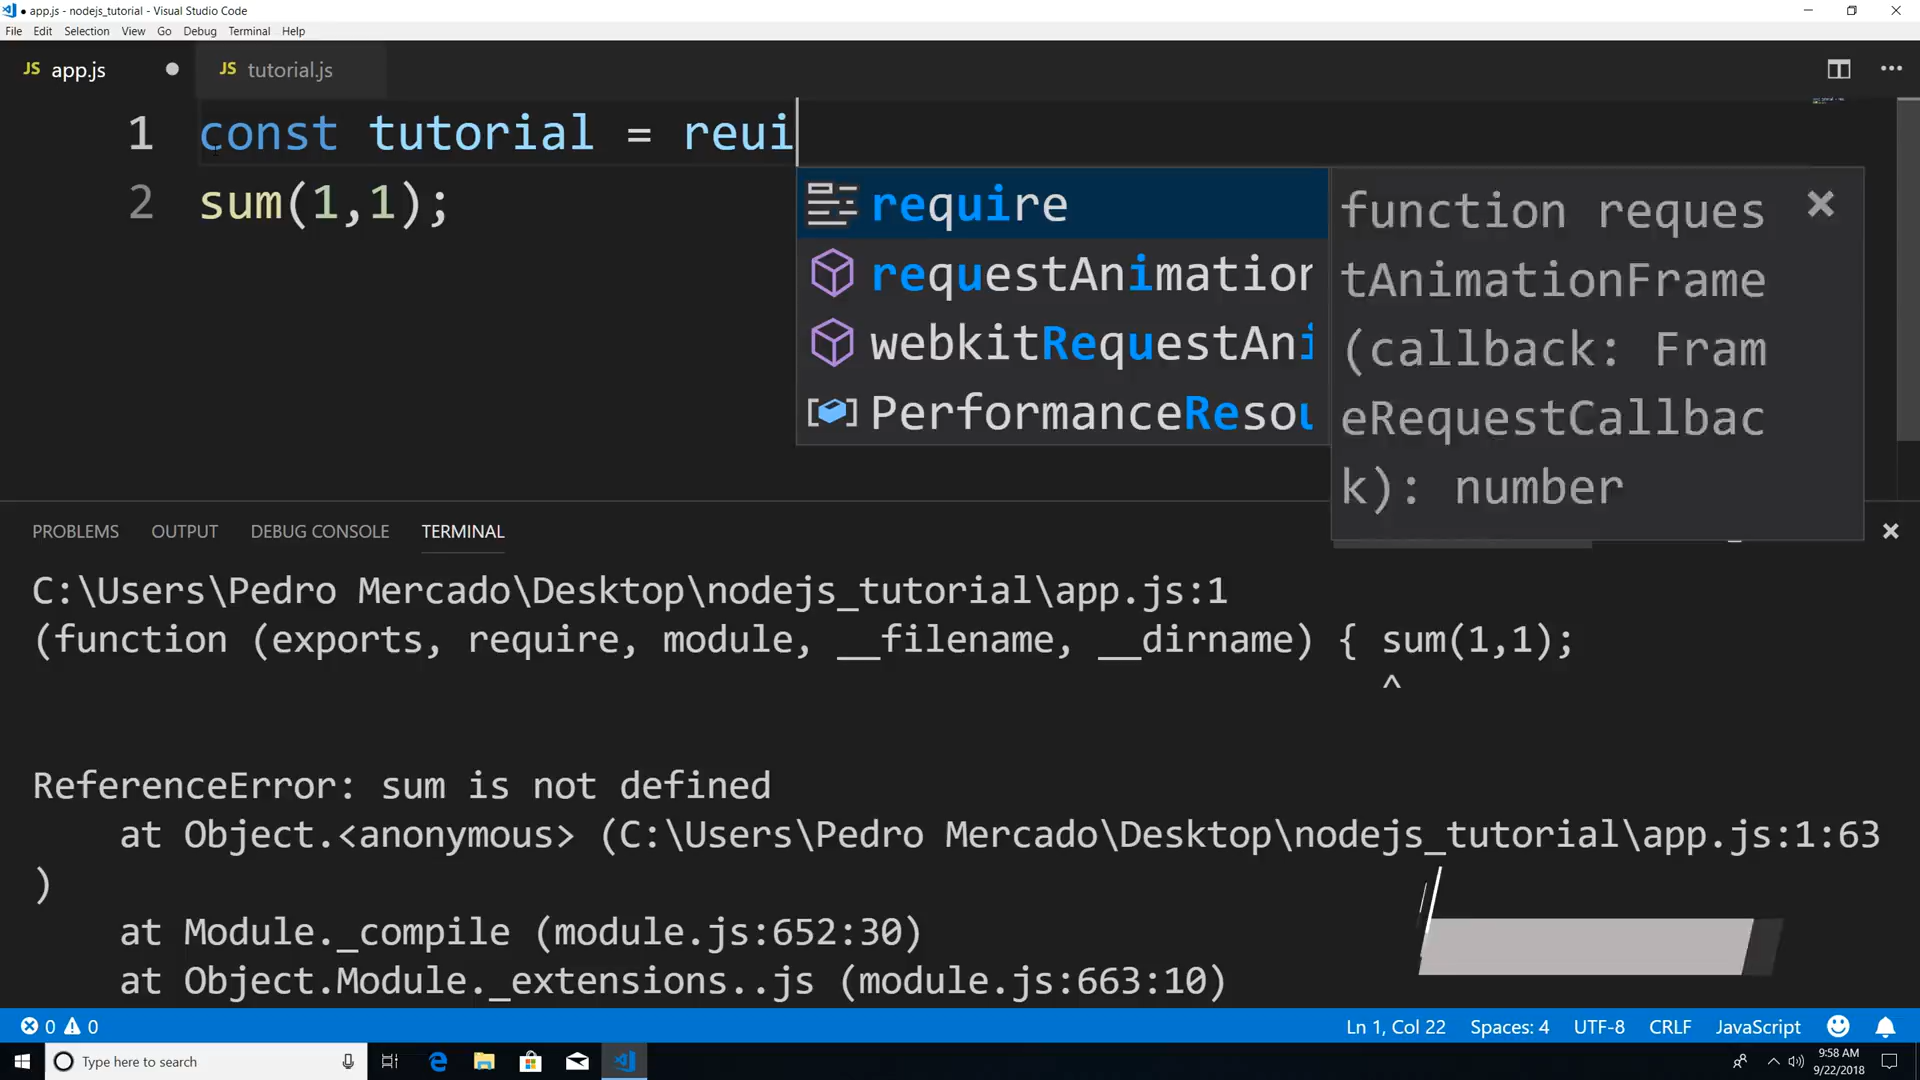 ● app.js - nodejs_tutorial - Visual Studio Code
File Edit Selection View Go Debug Terminal Help
JS app.js ● JS tutorial.js
1 const tutorial = reui
2 sum(1,1);
require
requestAnimation
webkitRequestAni
PerformanceResou
function reques
tAnimationFrame
(callback: Fram
eRequestCallbac
k): number
PROBLEMS OUTPUT DEBUG CONSOLE TERMINAL
C:\Users\Pedro Mercado\Desktop\nodejs_tutorial\app.js:1
(function (exports, require, module, __filename, __dirname) { sum(1,1);
^
ReferenceError: sum is not defined
at Object.<anonymous> (C:\Users\Pedro Mercado\Desktop\nodejs_tutorial\app.js:1:63
)
at Module._compile (module.js:652:30)
at Object.Module._extensions..js (module.js:663:10)
0 0 Ln 1, Col 22 Spaces: 4 UTF-8 CRLF JavaScript
Type here to search
9:58 AM
9/22/2018